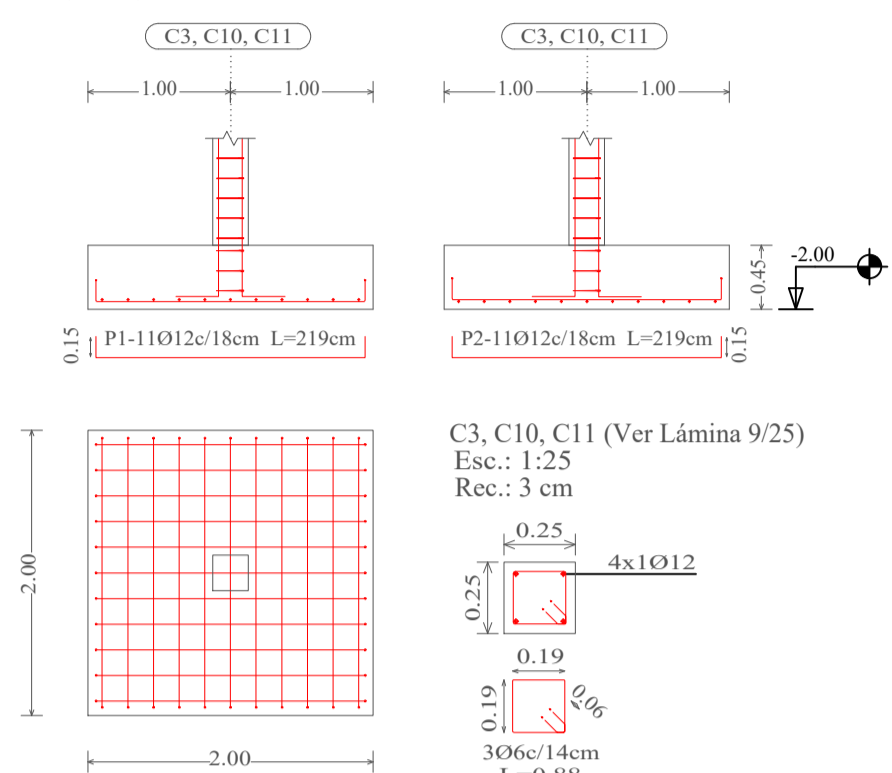 C3, C10, C11
C3, C10, C11
1.00 1.00
1.00 1.00
-2.00
0.45
0.15
P1-11Ø12c/18cm L=219cm
P2-11Ø12c/18cm L=219cm
0.15
C3, C10, C11 (Ver Lámina 9/25)
Esc.: 1:25
Rec.: 3 cm
2.00
2.00
0.25
0.25
4x1Ø12
0.19
0.19
0.06
3Ø6c/14cm
L=0.88